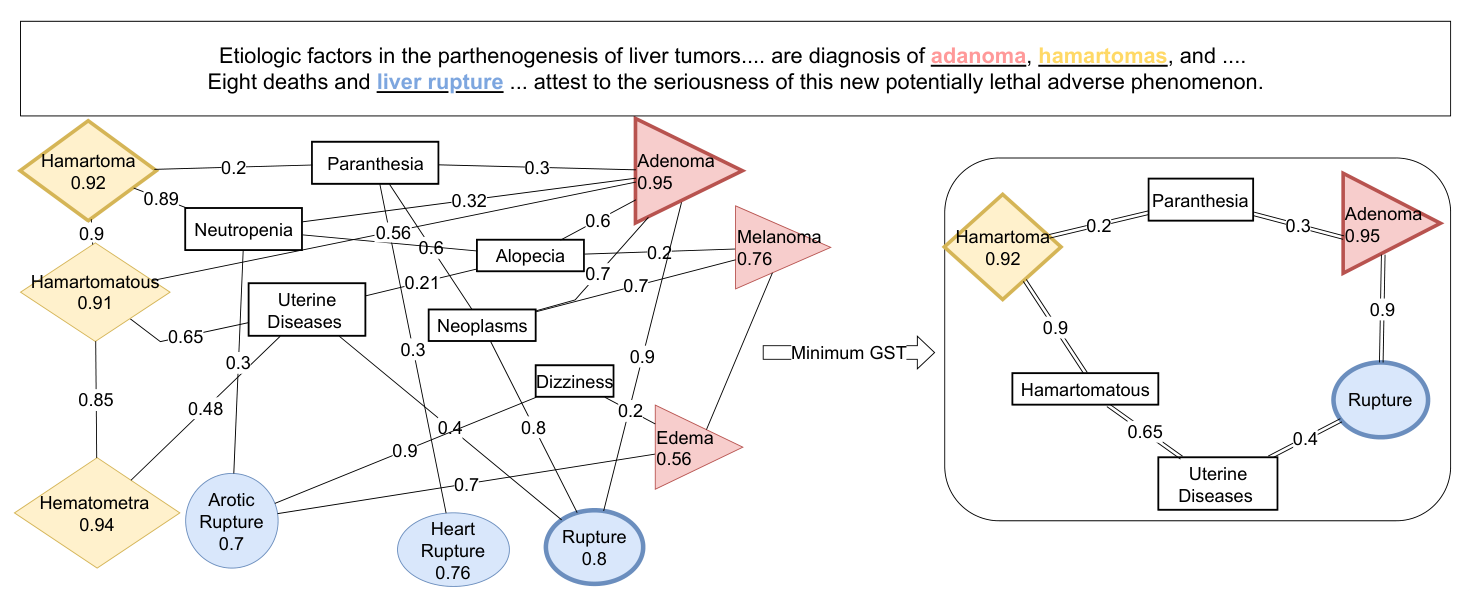 Etiologic factors in the parthenogenesis of liver tumors.... are diagnosis of adanoma, hamartomas, and ....
Eight deaths and liver rupture ... attest to the seriousness of this new potentially lethal adverse phenomenon.
Hamartoma
0.92
0.2
Paranthesia
0.3
Adenoma
0.95
0.89
0.32
Neutropenia
0.9
0.56
0.6
0.6
Alopecia
0.2
Melanoma
0.76
Hamartomatous
0.91
0.21
0.7
0.7
Uterine
Diseases
Neoplasms
0.65
0.3
0.3
0.9
Dizziness
0.2
0.85
0.48
0.4
0.8
0.9
Edema
0.56
0.7
Hematometra
0.94
Arotic
Rupture
0.7
Heart
Rupture
0.76
Rupture
0.8
Minimum GST
Hamartoma
0.92
0.2
Paranthesia
0.3
Adenoma
0.95
0.9
0.9
Hamartomatous
Rupture
0.65
0.4
Uterine
Diseases